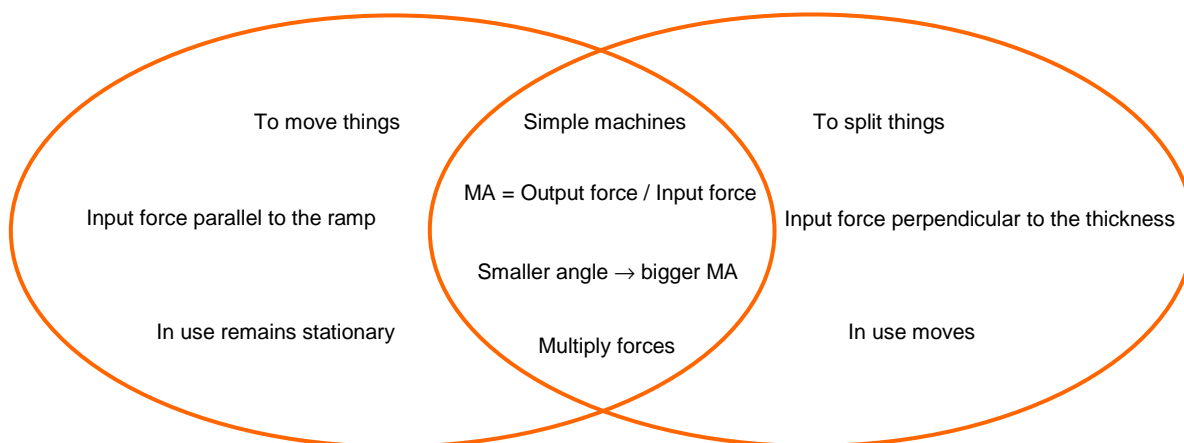 To move things
Simple machines
To split things
MA = Output force / Input force
Input force parallel to the ramp
Input force perpendicular to the thickness
Smaller angle → bigger MA
In use remains stationary
Multiply forces
In use moves